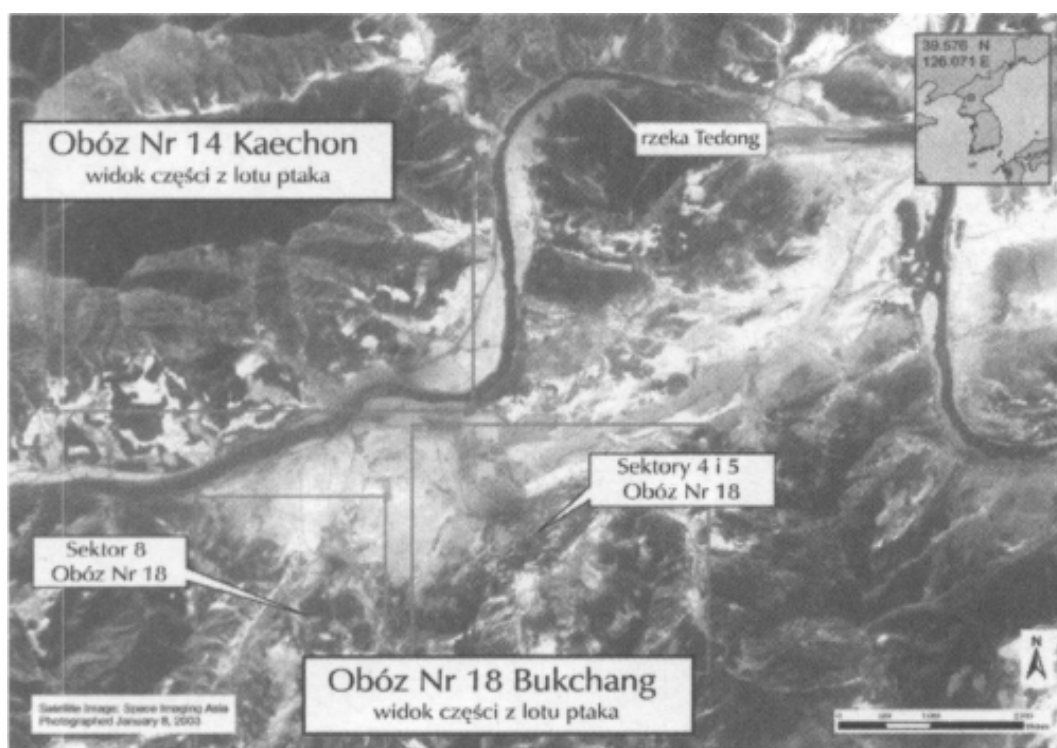 39.576 N
126.071 E
Obóz Nr 14 Kaechon
widok części z lotu ptaka
rzeka Tedong
Sektory 4 i 5
Obóz Nr 18
Sektor 8
Obóz Nr 18
Obóz Nr 18 Bukchang
widok części z lotu ptaka
N
Satellite Image: Space Imaging Asia
Photographed January 8, 2003
0